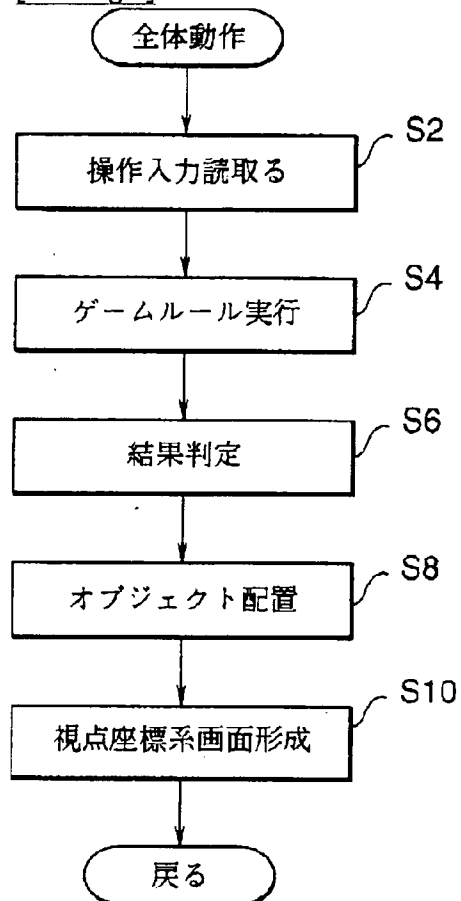 全体動作
S2
操作入力読取る
S4
ゲームルール実行
S6
結果判定
S8
オブジェクト配置
S10
視点座標系画面形成
戻る